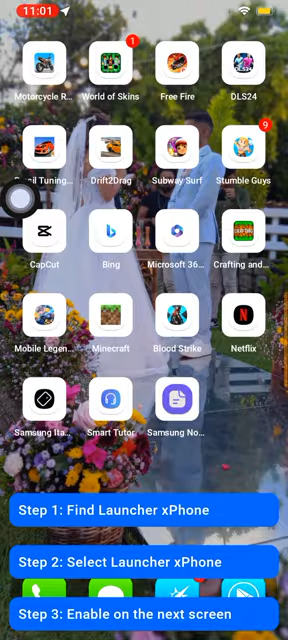 11:01
1
Motorcycle R...
World of Skins
Free Fire
DLS24
9
Tuning...
Drift2Drag
Subway Surf
Stumble Guys
CapCut
Bing
Microsoft 36...
Crafting and...
Mobile Legen...
Minecraft
Blood Strike
Netflix
Samsung Ita...
Smart Tutor
Samsung No...
Step 1: Find Launcher xPhone
Step 2: Select Launcher xPhone
Step 3: Enable on the next screen